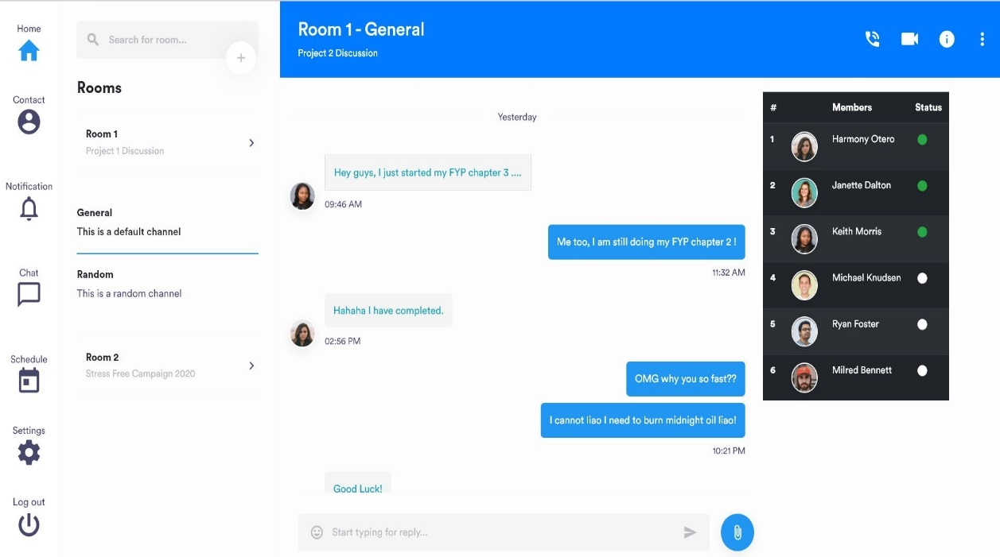 Home
Contact
Notification
Chat
Schedule
Settings
Log out
Search for room...
+
Rooms
Room 1
Project 1 Discussion
General
This is a default channel
Random
This is a random channel
Room 2
Stress Free Campaign 2020
Room 1 - General
Project 2 Discussion
Yesterday
Hey guys, I just started my FYP chapter 3 ....
09:46 AM
Me too, I am still doing my FYP chapter 2 !
11:32 AM
Hahaha I have completed.
02:56 PM
OMG why you so fast??
I cannot liao I need to burn midnight oil liao!
10:21 PM
Good Luck!
Start typing for reply...
# Members Status
1 Harmony Otero
2 Janette Dalton
3 Keith Morris
4 Michael Knudsen
5 Ryan Foster
6 Milred Bennett